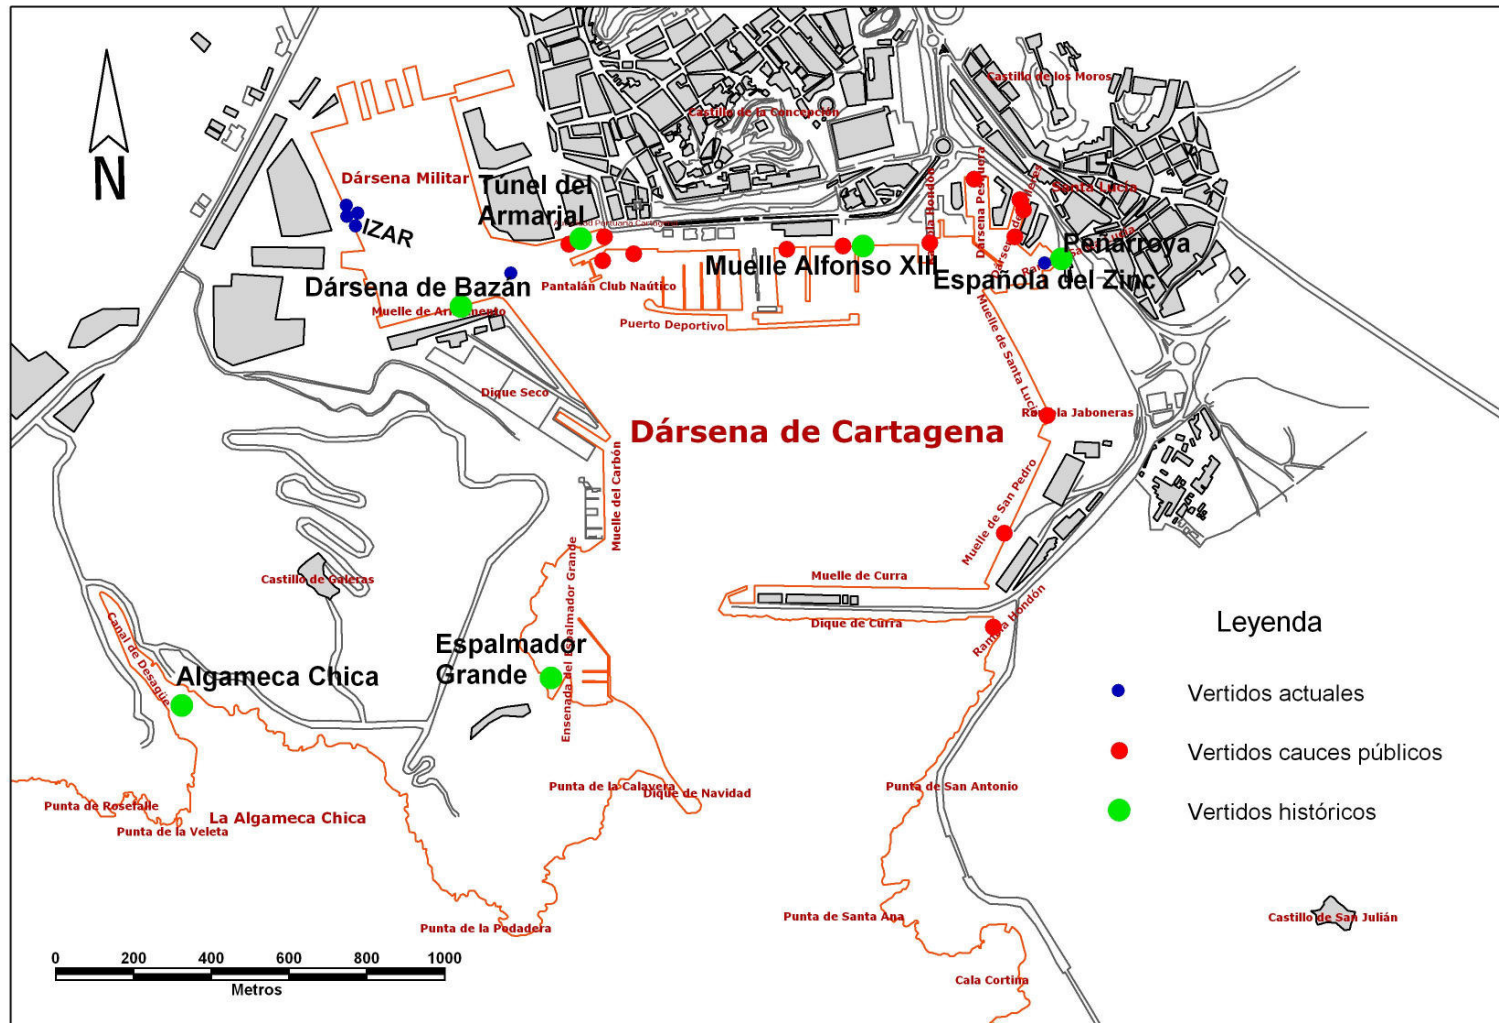 Castillo de los Moros
Castillo de la Concepción
N
Dársena Militar
Túnel del
Armarjal
Dársena Pesquera
Santa Lucía
IZAR
Peñarroya
Muelle Alfonso XIII
Española del Zinc
Dársena de Bazán
Pantalán Club Naútico
Puerto Deportivo
Muelle de Santa Lucía
Dique Seco
Rambla Jaboneras
Dársena de Cartagena
Muelle del Carbón
Muelle de San Pedro
Castillo de Galeras
Muelle de Curra
Dique de Curra
Rambla Hondón
Ensenada del Espalmador Grande
Espalmador
Grande
Canal de Desagüe
Algameca Chica
Leyenda
Vertidos actuales
Vertidos cauces públicos
Vertidos históricos
Punta de la Calavera
Dique de Navidad
Punta de San Antonio
Punta de Rosefalle
Punta de la Veleta
La Algameca Chica
Punta de la Podadera
Punta de Santa Ana
Castillo de San Julián
Cala Cortina
0 200 400 600 800 1000
Metros